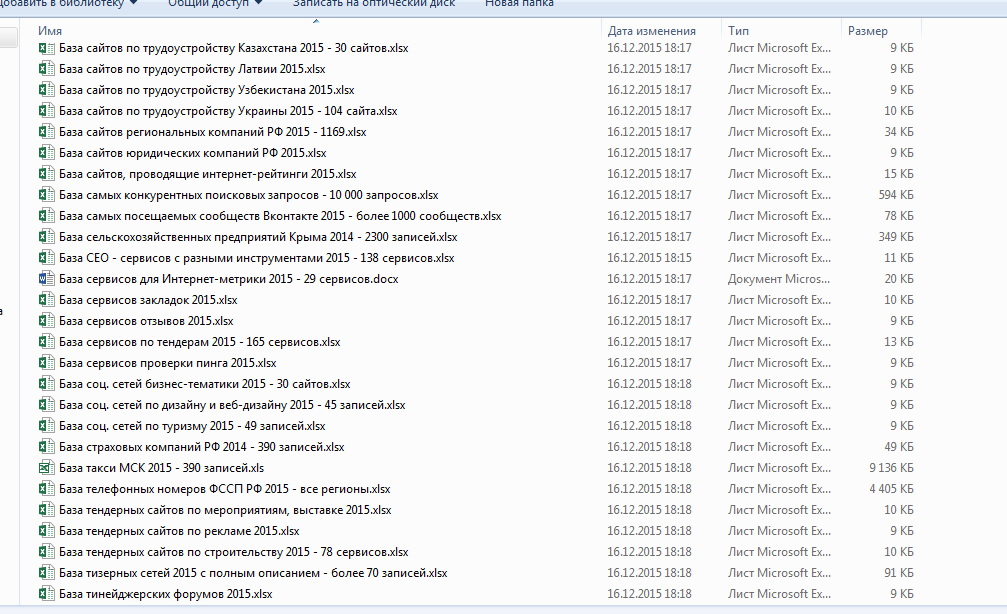 добавить в библиотеку Общий доступ Записать на оптический диск Новая папка
Имя Дата изменения Тип Размер
База сайтов по трудоустройству Казахстана 2015 - 30 сайтов.xlsx 16.12.2015 18:17 Лист Microsoft Ex... 9 КБ
База сайтов по трудоустройству Латвии 2015.xlsx 16.12.2015 18:17 Лист Microsoft Ex... 9 КБ
База сайтов по трудоустройству Узбекистана 2015.xlsx 16.12.2015 18:17 Лист Microsoft Ex... 9 КБ
База сайтов по трудоустройству Украины 2015 - 104 сайта.xlsx 16.12.2015 18:17 Лист Microsoft Ex... 10 КБ
База сайтов региональных компаний РФ 2015 - 1169.xlsx 16.12.2015 18:17 Лист Microsoft Ex... 34 КБ
База сайтов юридических компаний РФ 2015.xlsx 16.12.2015 18:17 Лист Microsoft Ex... 9 КБ
База сайтов, проводящие интернет-рейтинги 2015.xlsx 16.12.2015 18:17 Лист Microsoft Ex... 15 КБ
База самых конкурентных поисковых запросов - 10 000 запросов.xlsx 16.12.2015 18:17 Лист Microsoft Ex... 594 КБ
База самых посещаемых сообществ Вконтакте 2015 - более 1000 сообществ.xlsx 16.12.2015 18:17 Лист Microsoft Ex... 78 КБ
База сельскохозяйственных предприятий Крыма 2014 - 2300 записей.xlsx 16.12.2015 18:17 Лист Microsoft Ex... 349 КБ
База СЕО - сервисов с разными инструментами 2015 - 138 сервисов.xlsx 16.12.2015 18:15 Лист Microsoft Ex... 11 КБ
База сервисов для Интернет-метрики 2015 - 29 сервисов.docx 16.12.2015 18:17 Документ Micros... 20 КБ
База сервисов закладок 2015.xlsx 16.12.2015 18:17 Лист Microsoft Ex... 10 КБ
База сервисов отзывов 2015.xlsx 16.12.2015 18:17 Лист Microsoft Ex... 9 КБ
База сервисов по тендерам 2015 - 165 сервисов.xlsx 16.12.2015 18:17 Лист Microsoft Ex... 13 КБ
База сервисов проверки пинга 2015.xlsx 16.12.2015 18:17 Лист Microsoft Ex... 9 КБ
База соц. сетей бизнес-тематики 2015 - 30 сайтов.xlsx 16.12.2015 18:18 Лист Microsoft Ex... 9 КБ
База соц. сетей по дизайну и веб-дизайну 2015 - 45 записей.xlsx 16.12.2015 18:18 Лист Microsoft Ex... 9 КБ
База соц. сетей по туризму 2015 - 49 записей.xlsx 16.12.2015 18:18 Лист Microsoft Ex... 9 КБ
База страховых компаний РФ 2014 - 390 записей.xlsx 16.12.2015 18:18 Лист Microsoft Ex... 49 КБ
База такси МСК 2015 - 390 записей.xls 16.12.2015 18:18 Лист Microsoft Ex... 9 136 КБ
База телефонных номеров ФССП РФ 2015 - все регионы.xlsx 16.12.2015 18:18 Лист Microsoft Ex... 4 405 КБ
База тендерных сайтов по мероприятиям, выставке 2015.xlsx 16.12.2015 18:18 Лист Microsoft Ex... 10 КБ
База тендерных сайтов по рекламе 2015.xlsx 16.12.2015 18:18 Лист Microsoft Ex... 9 КБ
База тендерных сайтов по строительству 2015 - 78 сервисов.xlsx 16.12.2015 18:18 Лист Microsoft Ex... 10 КБ
База тизерных сетей 2015 с полным описанием - более 70 записей.xlsx 16.12.2015 18:18 Лист Microsoft Ex... 91 КБ
База тинейджерских форумов 2015.xlsx 16.12.2015 18:18 Лист Microsoft Ex... 9 КБ